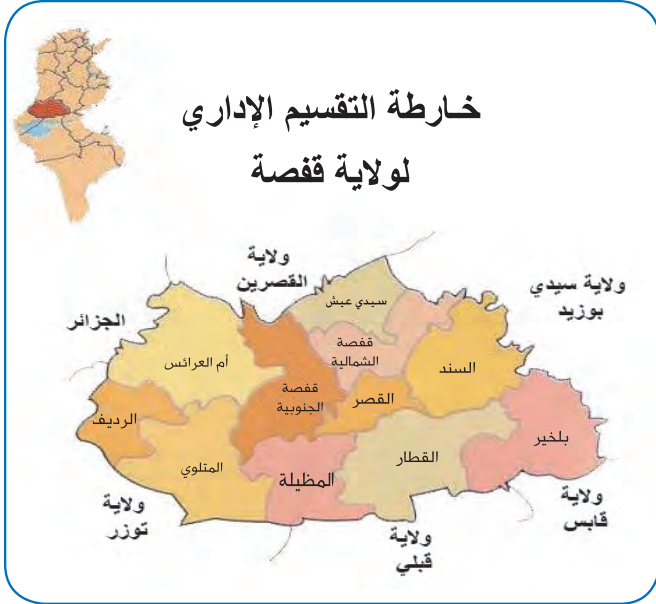 خـارطة التقسيم الإداري
لولاية قفصة
ولاية
القصرين
ولاية سيدي
بوزيد
الجزائر
سيدي عيش
قفصة
الشمالية
أم العرائس
السند
قفصة
الجنوبية
القصر
الرديف
بلخير
المتلوي
المظيلة
القطار
ولاية
توزر
ولاية
قبلي
ولاية
قابس